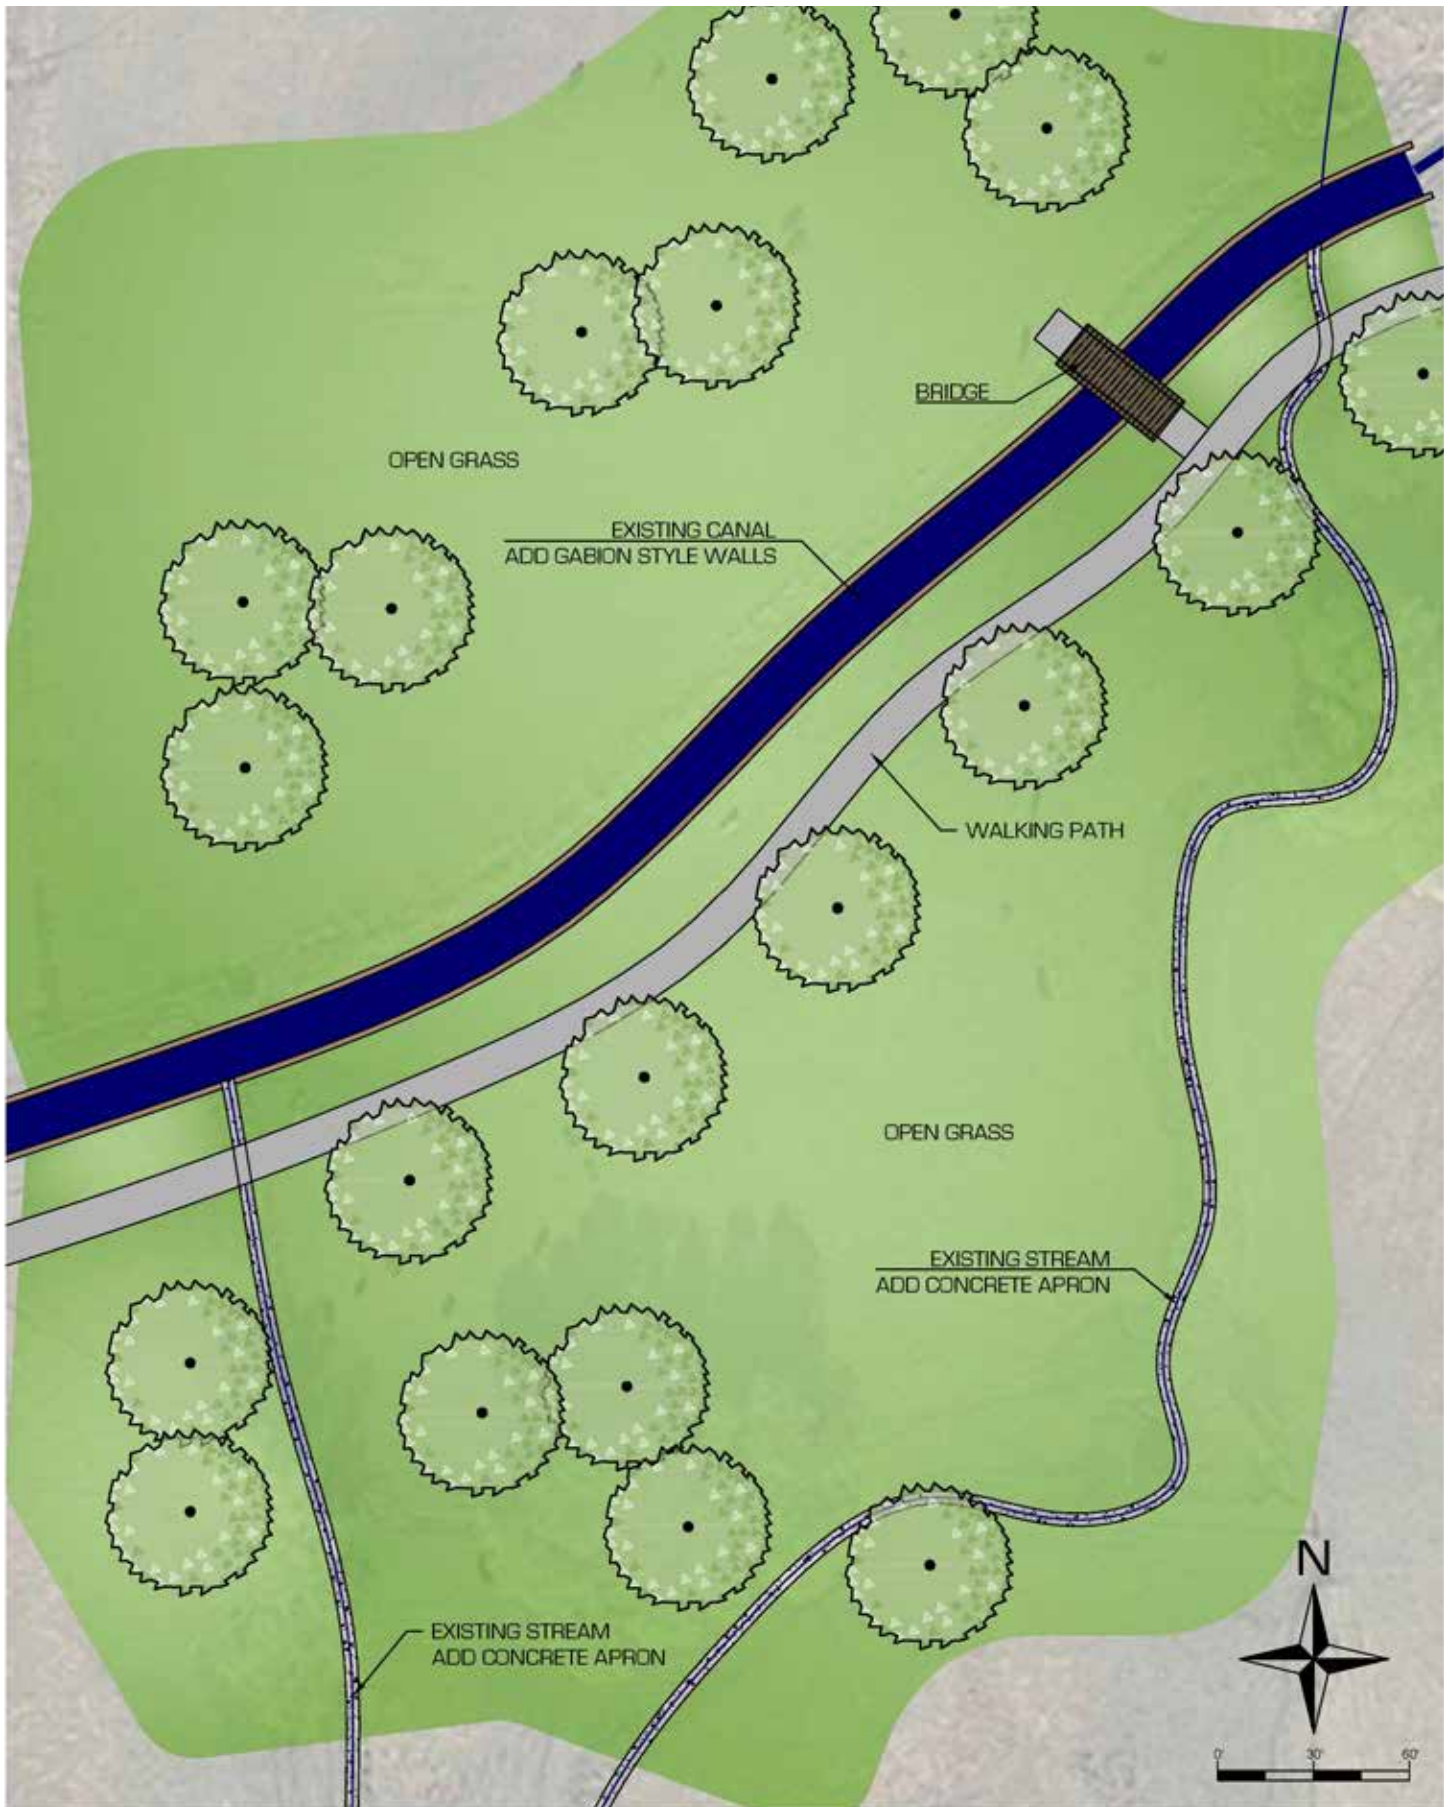 BRIDGE
OPEN GRASS
EXISTING CANAL
ADD GABION STYLE WALLS
WALKING PATH
OPEN GRASS
EXISTING STREAM
ADD CONCRETE APRON
N
EXISTING STREAM
ADD CONCRETE APRON
0' 30' 60'